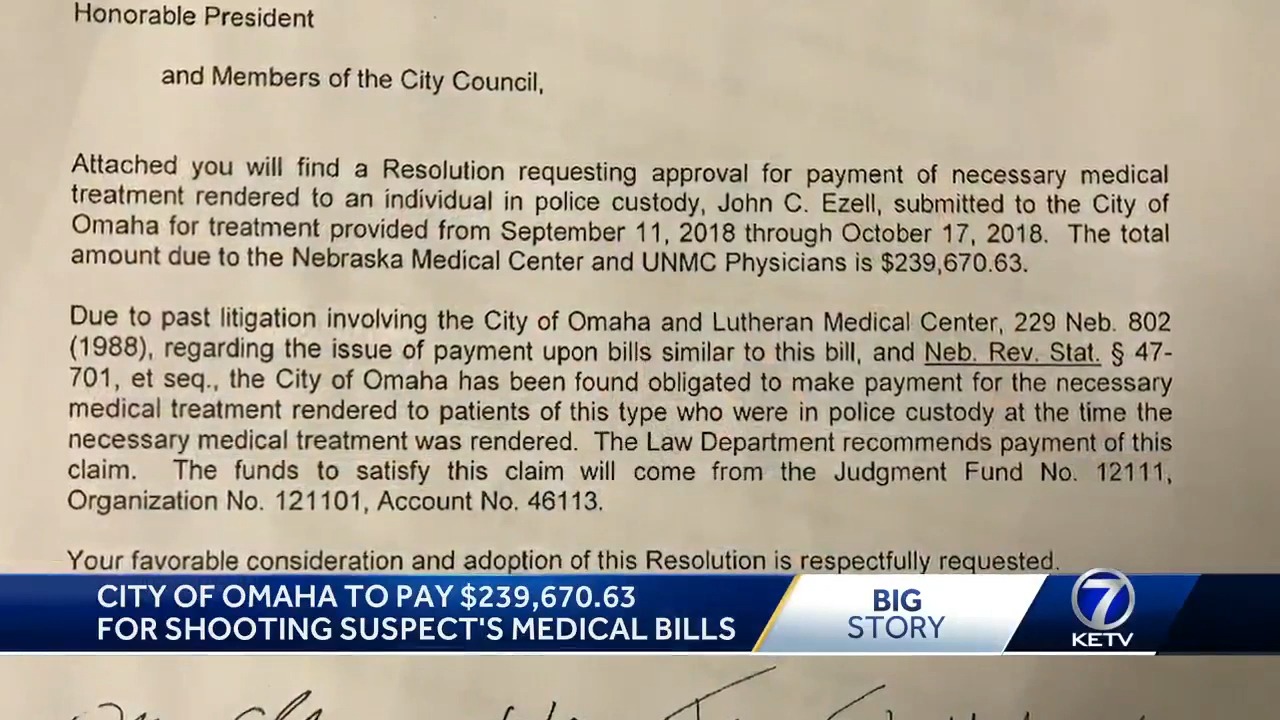 Honorable President
and Members of the City Council,
Attached you will find a Resolution requesting approval for payment of necessary medical
treatment rendered to an individual in police custody, John C. Ezell, submitted to the City of
Omaha for treatment provided from September 11, 2018 through October 17, 2018. The total
amount due to the Nebraska Medical Center and UNMC Physicians is $239,670.63.
Due to past litigation involving the City of Omaha and Lutheran Medical Center, 229 Neb. 802
(1988), regarding the issue of payment upon bills similar to this bill, and Neb. Rev. Stat. § 47-
701, et seq., the City of Omaha has been found obligated to make payment for the necessary
medical treatment rendered to patients of this type who were in police custody at the time the
necessary medical treatment was rendered. The Law Department recommends payment of this
claim. The funds to satisfy this claim will come from the Judgment Fund No. 12111,
Organization No. 121101, Account No. 46113.
Your favorable consideration and adoption of this Resolution is respectfully requested.
CITY OF OMAHA TO PAY $239,670.63
FOR SHOOTING SUSPECT'S MEDICAL BILLS
BIG
STORY
7
KETV